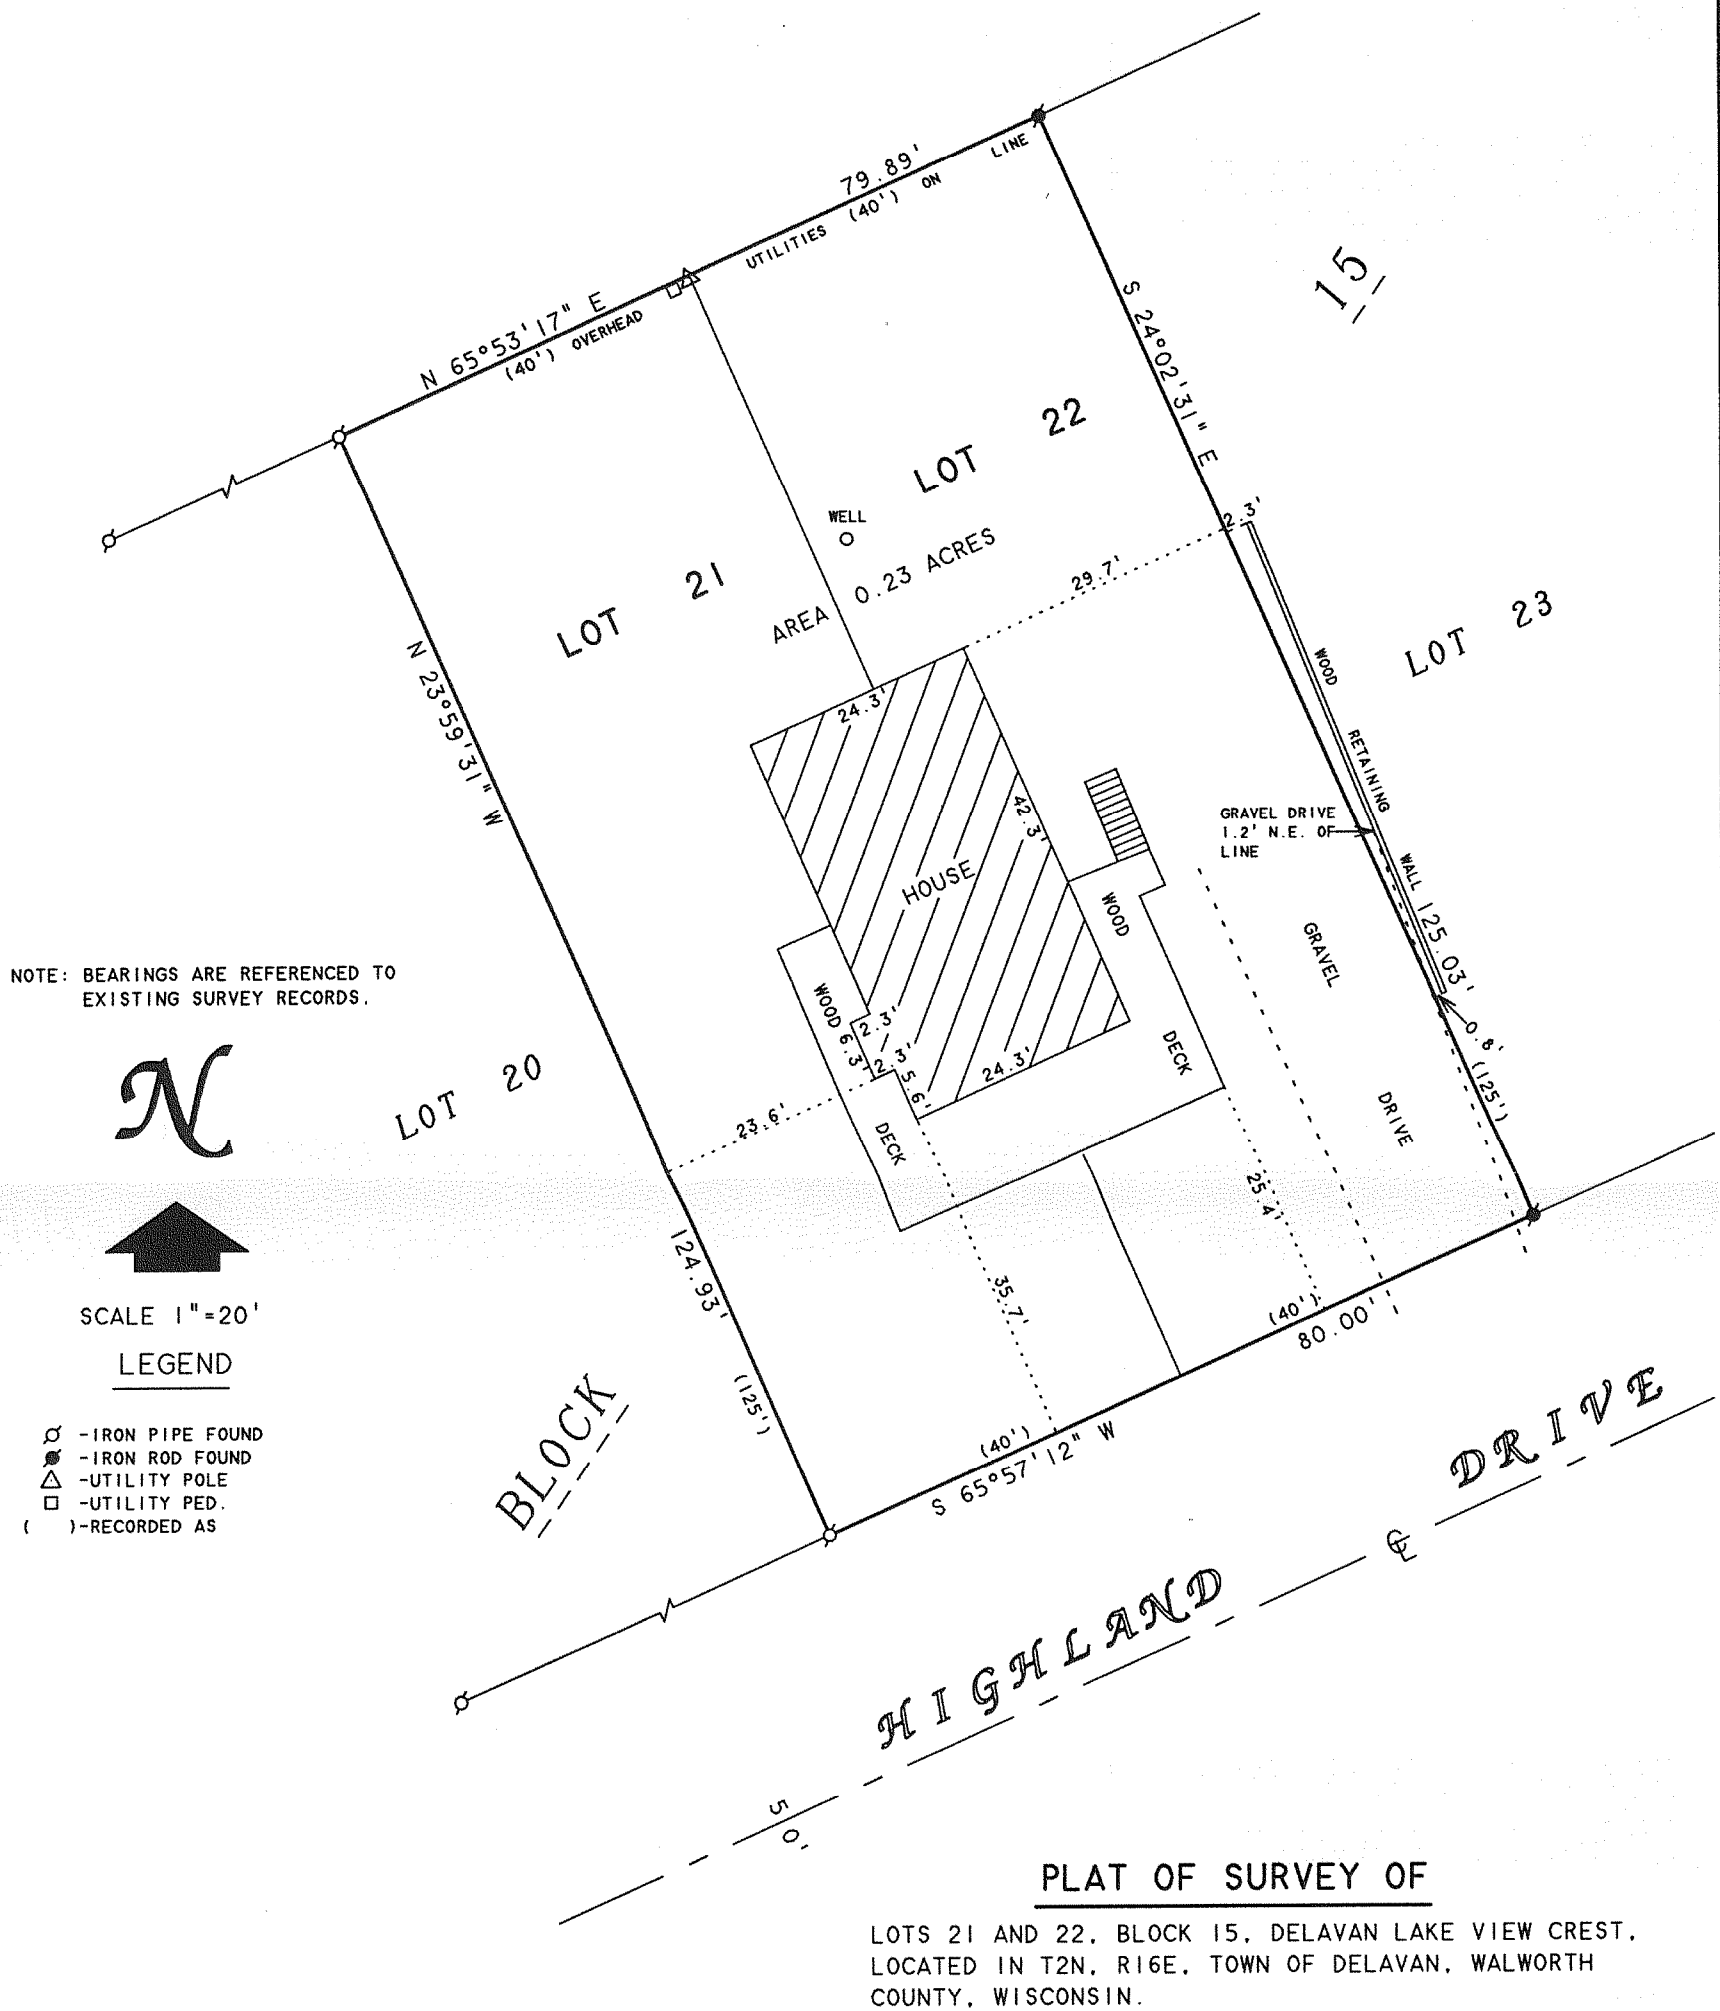 79.89'
(40')
ON
LINE
UTILITIES
N 65°53'17" E
(40')
OVERHEAD
15
S 24°02'31" E
LOT 22
WELL
2.3'
AREA 0.23 ACRES
29.7'
LOT 21
LOT 23
WOOD
RETAINING
WALL
N 23°59'31" W
24.3'
42.3'
GRAVEL DRIVE
1.2' N.E. OF
LINE
HOUSE
WOOD
DECK
125.03'
GRAVEL
DRIVE
NOTE: BEARINGS ARE REFERENCED TO
EXISTING SURVEY RECORDS.
WOOD
DECK
2.3'
6.3'
2.3'
5.6'
24.3'
0.8'
(125')
N
LOT 20
23.6'
25.4'
35.7'
124.93'
(125')
SCALE 1"=20'
LEGEND
-IRON PIPE FOUND
-IRON ROD FOUND
-UTILITY POLE
-UTILITY PED.
( )-RECORDED AS
BLOCK
(40')
80.00'
(40')
S 65°57'12" W
HIGHLAND DRIVE
℄
50'
PLAT OF SURVEY OF
LOTS 21 AND 22, BLOCK 15, DELAVAN LAKE VIEW CREST,
LOCATED IN T2N, R16E, TOWN OF DELAVAN, WALWORTH
COUNTY, WISCONSIN.